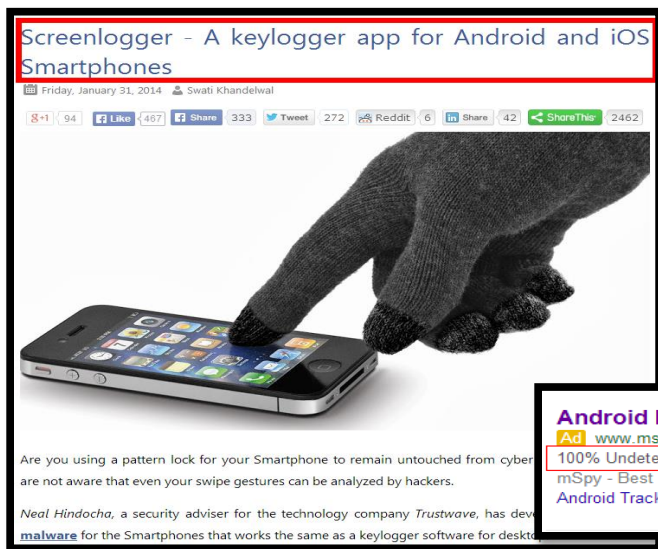 Screenlogger - A keylogger app for Android and iOS
Smartphones
Friday, January 31, 2014 Swati Khandelwal
g+1 94 Like 467 Share 333 Tweet 272 Reddit 6 Share 42 ShareThis 2462
Are you using a pattern lock for your Smartphone to remain untouched from cyber
are not aware that even your swipe gestures can be analyzed by hackers.
Neal Hindocha, a security adviser for the technology company Trustwave, has
malware for the Smartphones that works the same as a keylogger software for
Android
Ad www.ms
100%
mSpy - Best
Android